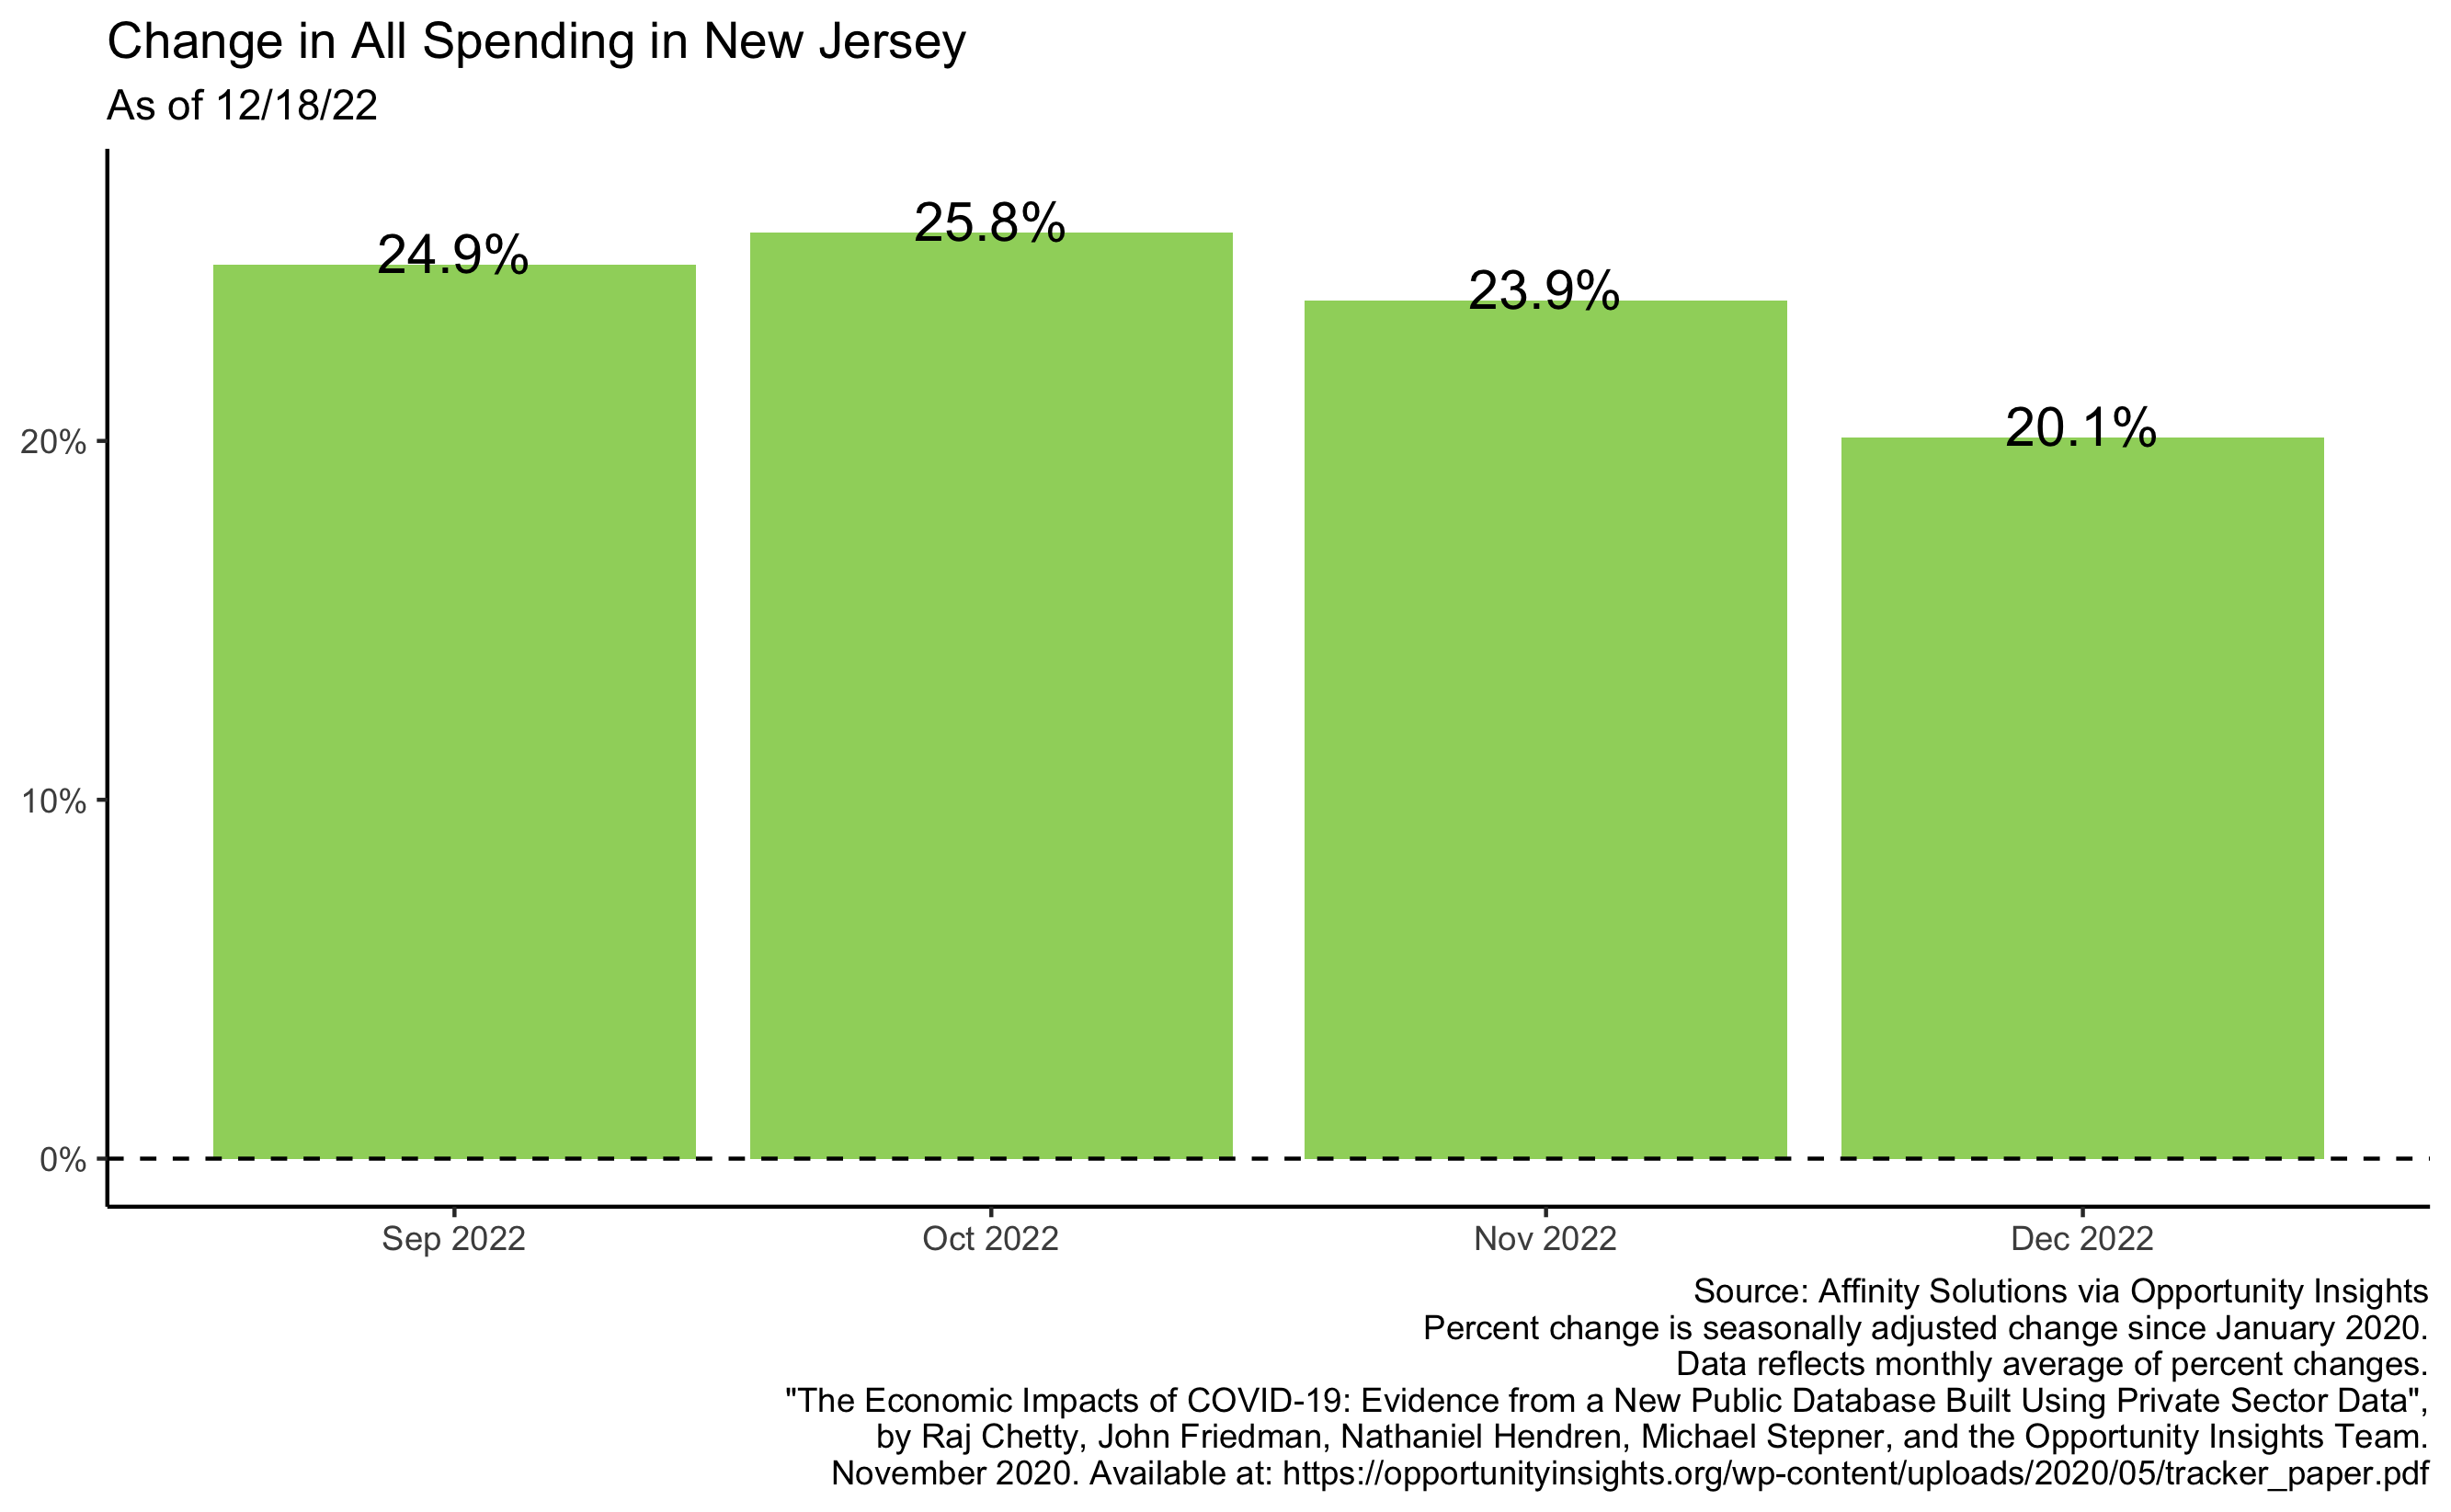 Change in All Spending in New Jersey
As of 12/18/22
24.9%
25.8%
23.9%
20.1%
20%
10%
0%
Sep 2022
Oct 2022
Nov 2022
Dec 2022
Source: Affinity Solutions via Opportunity Insights
Percent change is seasonally adjusted change since January 2020.
Data reflects monthly average of percent changes.
"The Economic Impacts of COVID-19: Evidence from a New Public Database Built Using Private Sector Data",
by Raj Chetty, John Friedman, Nathaniel Hendren, Michael Stepner, and the Opportunity Insights Team.
November 2020. Available at: https://opportunityinsights.org/wp-content/uploads/2020/05/tracker_paper.pdf